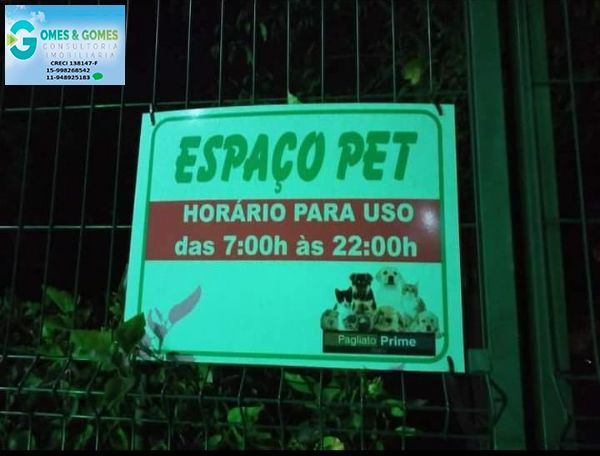 GOMES & GOMES
CONSULTORIA
IMOBILIÁRIA
CRECI 138147-F
15-998268542
11-948925183
ESPAÇO PET
HORÁRIO PARA USO
das 7:00h às 22:00h
Pagliato Prime